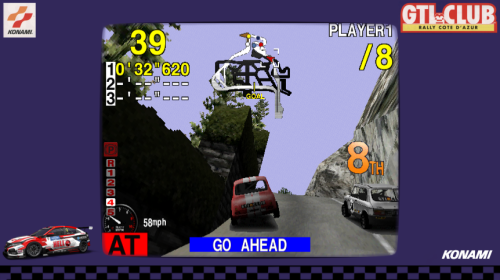 KONAMI
GTI-CLUB
RALLY COTE D'AZUR
39
PLAYER1
/8
1 0'32"620
2 --'--"---
3 --'--"---
GOAL
8TH
P
R
1
2
3
4
58mph
AT
GO AHEAD
KONAMI